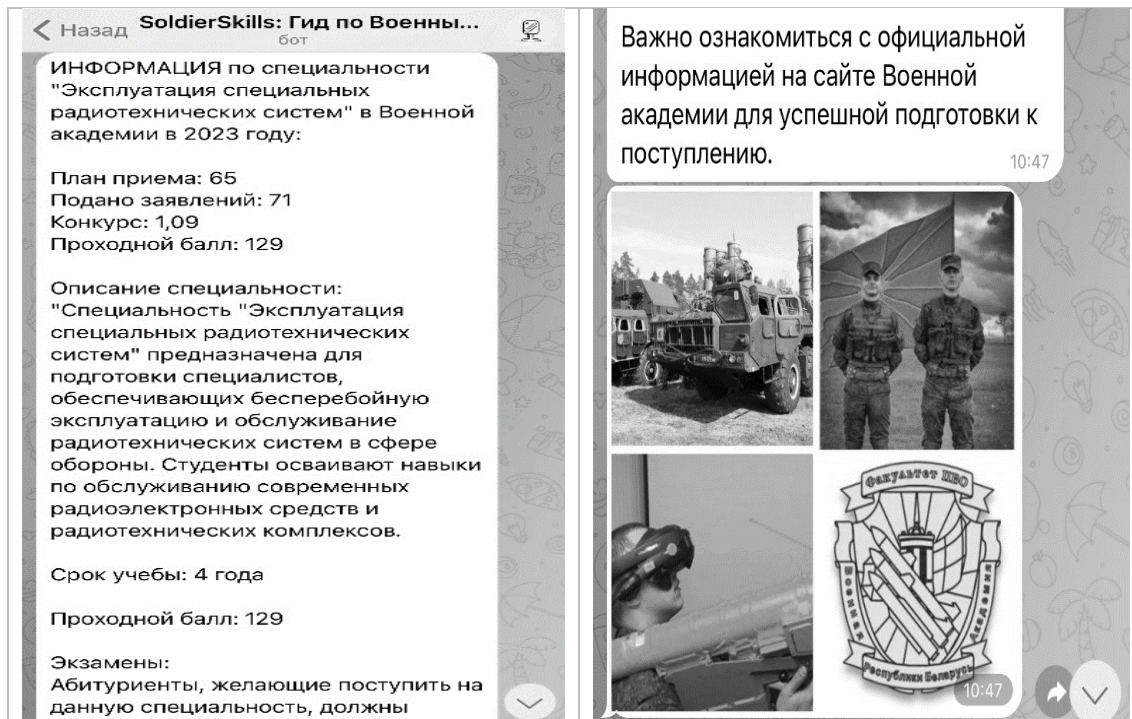 Назад
SoldierSkills: Гид по Военны...
бот
ИНФОРМАЦИЯ по специальности
"Эксплуатация специальных
радиотехнических систем" в Военной
академии в 2023 году:
План приема: 65
Подано заявлений: 71
Конкурс: 1,09
Проходной балл: 129
Описание специальности:
"Специальность "Эксплуатация
специальных радиотехнических
систем" предназначена для
подготовки специалистов,
обеспечивающих бесперебойную
эксплуатацию и обслуживание
радиотехнических систем в сфере
обороны. Студенты осваивают навыки
по обслуживанию современных
радиоэлектронных средств и
радиотехнических комплексов.
Срок учебы: 4 года
Проходной балл: 129
Экзамены:
Абитуриенты, желающие поступить на
данную специальность, должны
Важно ознакомиться с официальной
информацией на сайте Военной
академии для успешной подготовки к
поступлению.
10:47
Факультет ПВО
Военная
Академия
Республики Беларусь
10:47